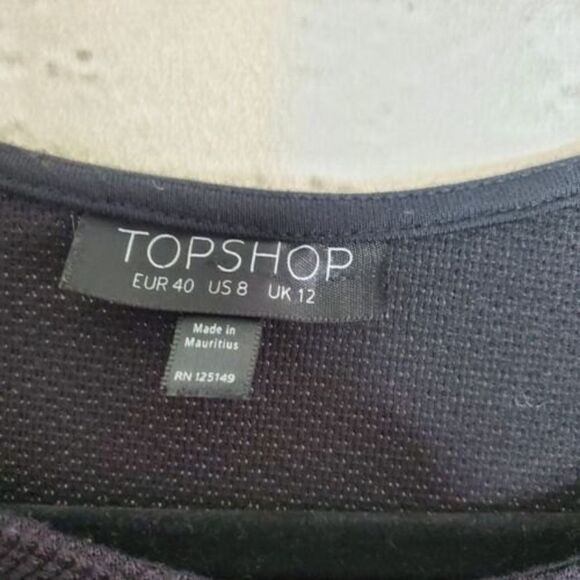 TOPSHOP
EUR 40 US 8 UK 12
Made in
Mauritius
RN 125149